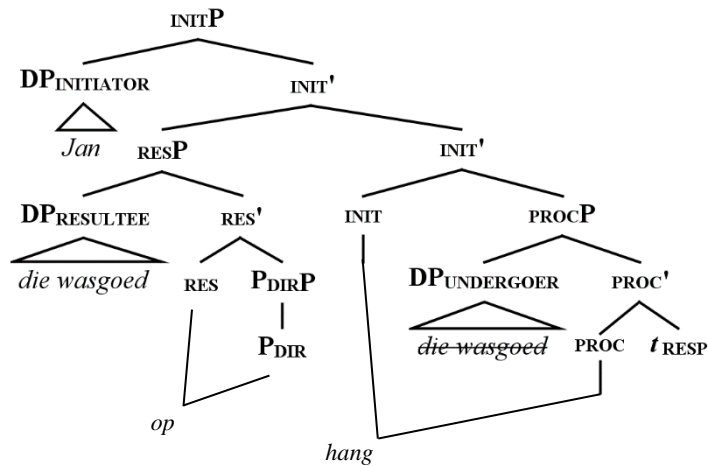 INITP
DPINITIATOR INIT'
Jan RESP INIT'
DPRESULTEE RES' INIT PROCP
die wasgoed RES PDIRP DPUNDERGOER PROC'
PDIR die wasgoed PROC tRESP
op
hang